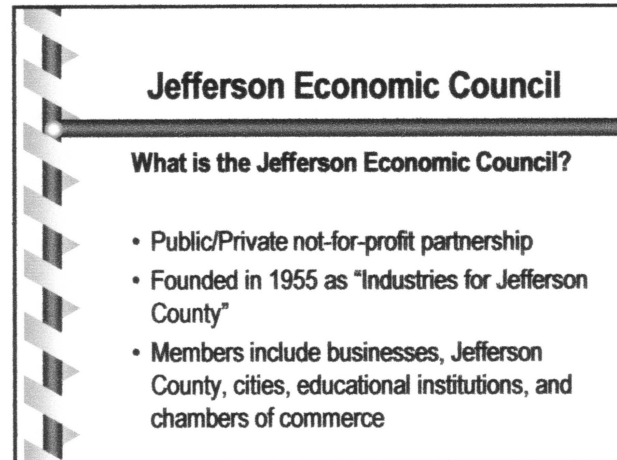 Jefferson Economic Council
What is the Jefferson Economic Council?
• Public/Private not-for-profit partnership
• Founded in 1955 as “Industries for Jefferson
County”
• Members include businesses, Jefferson
County, cities, educational institutions, and
chambers of commerce